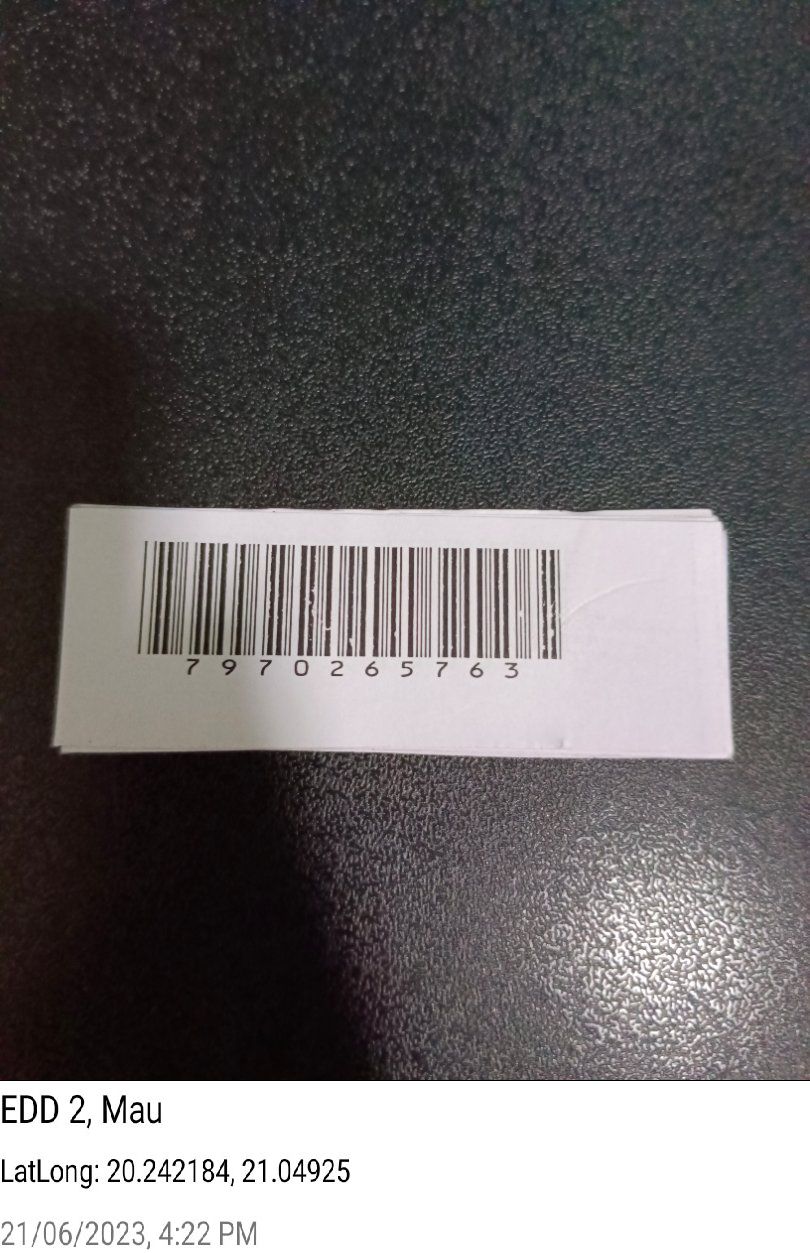 7970265763
EDD 2, Mau
LatLong: 20.242184, 21.04925
21/06/2023, 4:22 PM